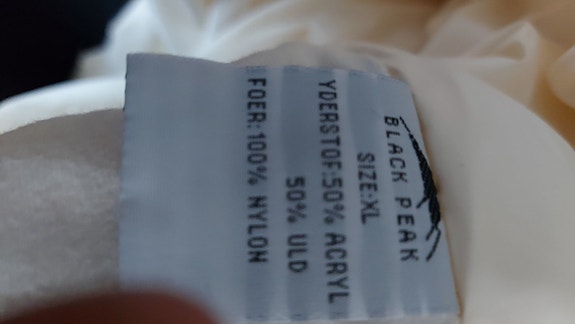 BLACK PEAK
SIZE:XL
YDERSTOF:50% ACRYL
50% ULD
FOER:100% NYLON